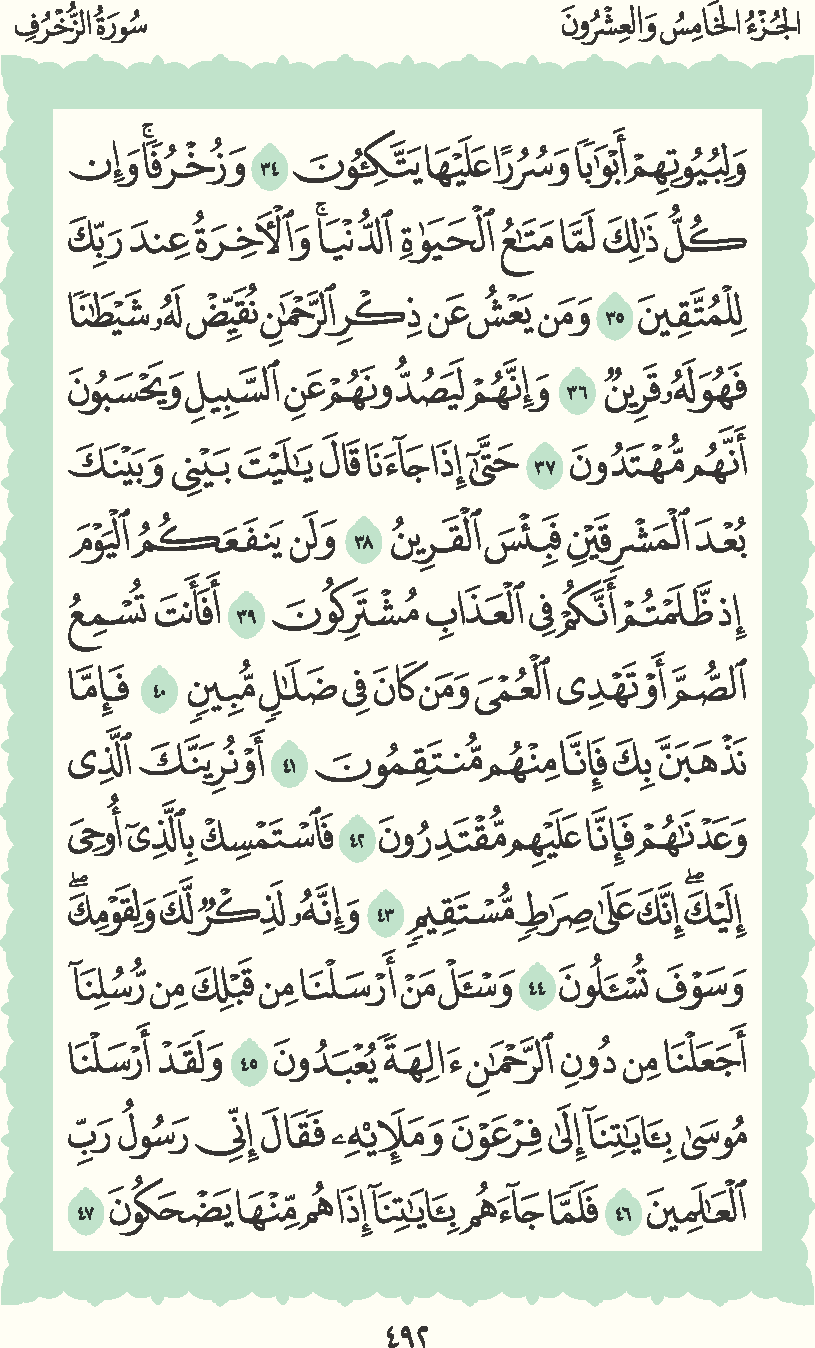 الجُزْءُ الخَامِسُ وَالعِشْرُونَ
سُورَةُ الزُّخْرُفِ
وَلِبُيُوتِهِمْ أَبْوَٰبًا وَسُرُرًا عَلَيْهَا يَتَّكِـُٔونَ ٣٤ وَزُخْرُفًا ۚ وَإِن
كُلُّ ذَٰلِكَ لَمَّا مَتَـٰعُ ٱلْحَيَوٰةِ ٱلدُّنْيَا ۚ وَٱلْـَٔاخِرَةُ عِندَ رَبِّكَ
لِلْمُتَّقِينَ ٣٥ وَمَن يَعْشُ عَن ذِكْرِ ٱلرَّحْمَـٰنِ نُقَيِّضْ لَهُۥ شَيْطَـٰنًا
فَهُوَ لَهُۥ قَرِينٌ ٣٦ وَإِنَّهُمْ لَيَصُدُّونَهُمْ عَنِ ٱلسَّبِيلِ وَيَحْسَبُونَ
أَنَّهُم مُّهْتَدُونَ ٣٧ حَتَّىٰٓ إِذَا جَآءَنَا قَالَ يَـٰلَيْتَ بَيْنِى وَبَيْنَكَ
بُعْدَ ٱلْمَشْرِقَيْنِ فَبِئْسَ ٱلْقَرِينُ ٣٨ وَلَن يَنفَعَكُمُ ٱلْيَوْمَ
إِذ ظَّلَمْتُمْ أَنَّكُمْ فِى ٱلْعَذَابِ مُشْتَرِكُونَ ٣٩ أَفَأَنتَ تُسْمِعُ
ٱلصُّمَّ أَوْ تَهْدِى ٱلْعُمْىَ وَمَن كَانَ فِى ضَلَـٰلٍ مُّبِينٍ ٤٠ فَإِمَّا
نَذْهَبَنَّ بِكَ فَإِنَّا مِنْهُم مُّنتَقِمُونَ ٤١ أَوْ نُرِيَنَّكَ ٱلَّذِى
وَعَدْنَـٰهُمْ فَإِنَّا عَلَيْهِم مُّقْتَدِرُونَ ٤٢ فَٱسْتَمْسِكْ بِٱلَّذِىٓ أُوحِىَ
إِلَيْكَ ۖ إِنَّكَ عَلَىٰ صِرَٰطٍ مُّسْتَقِيمٍ ٤٣ وَإِنَّهُۥ لَذِكْرٌ لَّكَ وَلِقَوْمِكَ ۖ
وَسَوْفَ تُسْـَٔلُونَ ٤٤ وَسْـَٔلْ مَنْ أَرْسَلْنَا مِن قَبْلِكَ مِن رُّسُلِنَآ
أَجَعَلْنَا مِن دُونِ ٱلرَّحْمَـٰنِ ءَالِهَةً يُعْبَدُونَ ٤٥ وَلَقَدْ أَرْسَلْنَا
مُوسَىٰ بِـَٔايَـٰتِنَآ إِلَىٰ فِرْعَوْنَ وَمَلَإِي۟هِۦ فَقَالَ إِنِّى رَسُولُ رَبِّ
ٱلْعَـٰلَمِينَ ٤٦ فَلَمَّا جَآءَهُم بِـَٔايَـٰتِنَآ إِذَا هُم مِّنْهَا يَضْحَكُونَ ٤٧
٤٩٢